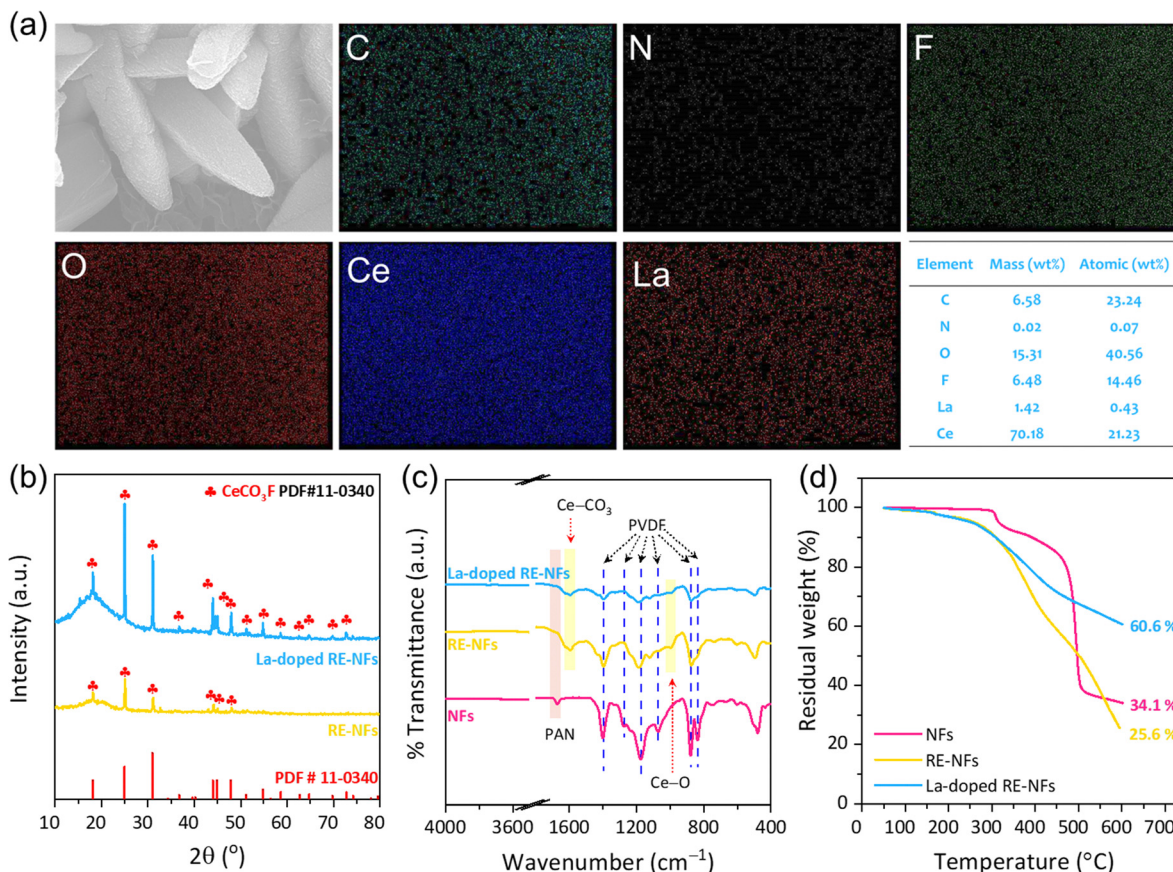 (a)
C
N
F
O
Ce
La
Element Mass (wt%) Atomic (wt%)
C 6.58 23.24
N 0.02 0.07
O 15.31 40.56
F 6.48 14.46
La 1.42 0.43
Ce 70.18 21.23
(b)
♣ CeCO₃F PDF#11-0340
La-doped RE-NFs
RE-NFs
PDF # 11-0340
Intensity (a.u.)
10 20 30 40 50 60 70 80
2θ (°)
(c)
Ce–CO₃
PVDF
La-doped RE-NFs
RE-NFs
NFs
PAN
Ce–O
% Transmittance (a.u.)
4000 3600 1600 1200 800 400
Wavenumber (cm⁻¹)
(d)
100
80
60
40
20
0
Residual weight (%)
60.6 %
34.1 %
25.6 %
NFs
RE-NFs
La-doped RE-NFs
0 100 200 300 400 500 600 700
Temperature (°C)